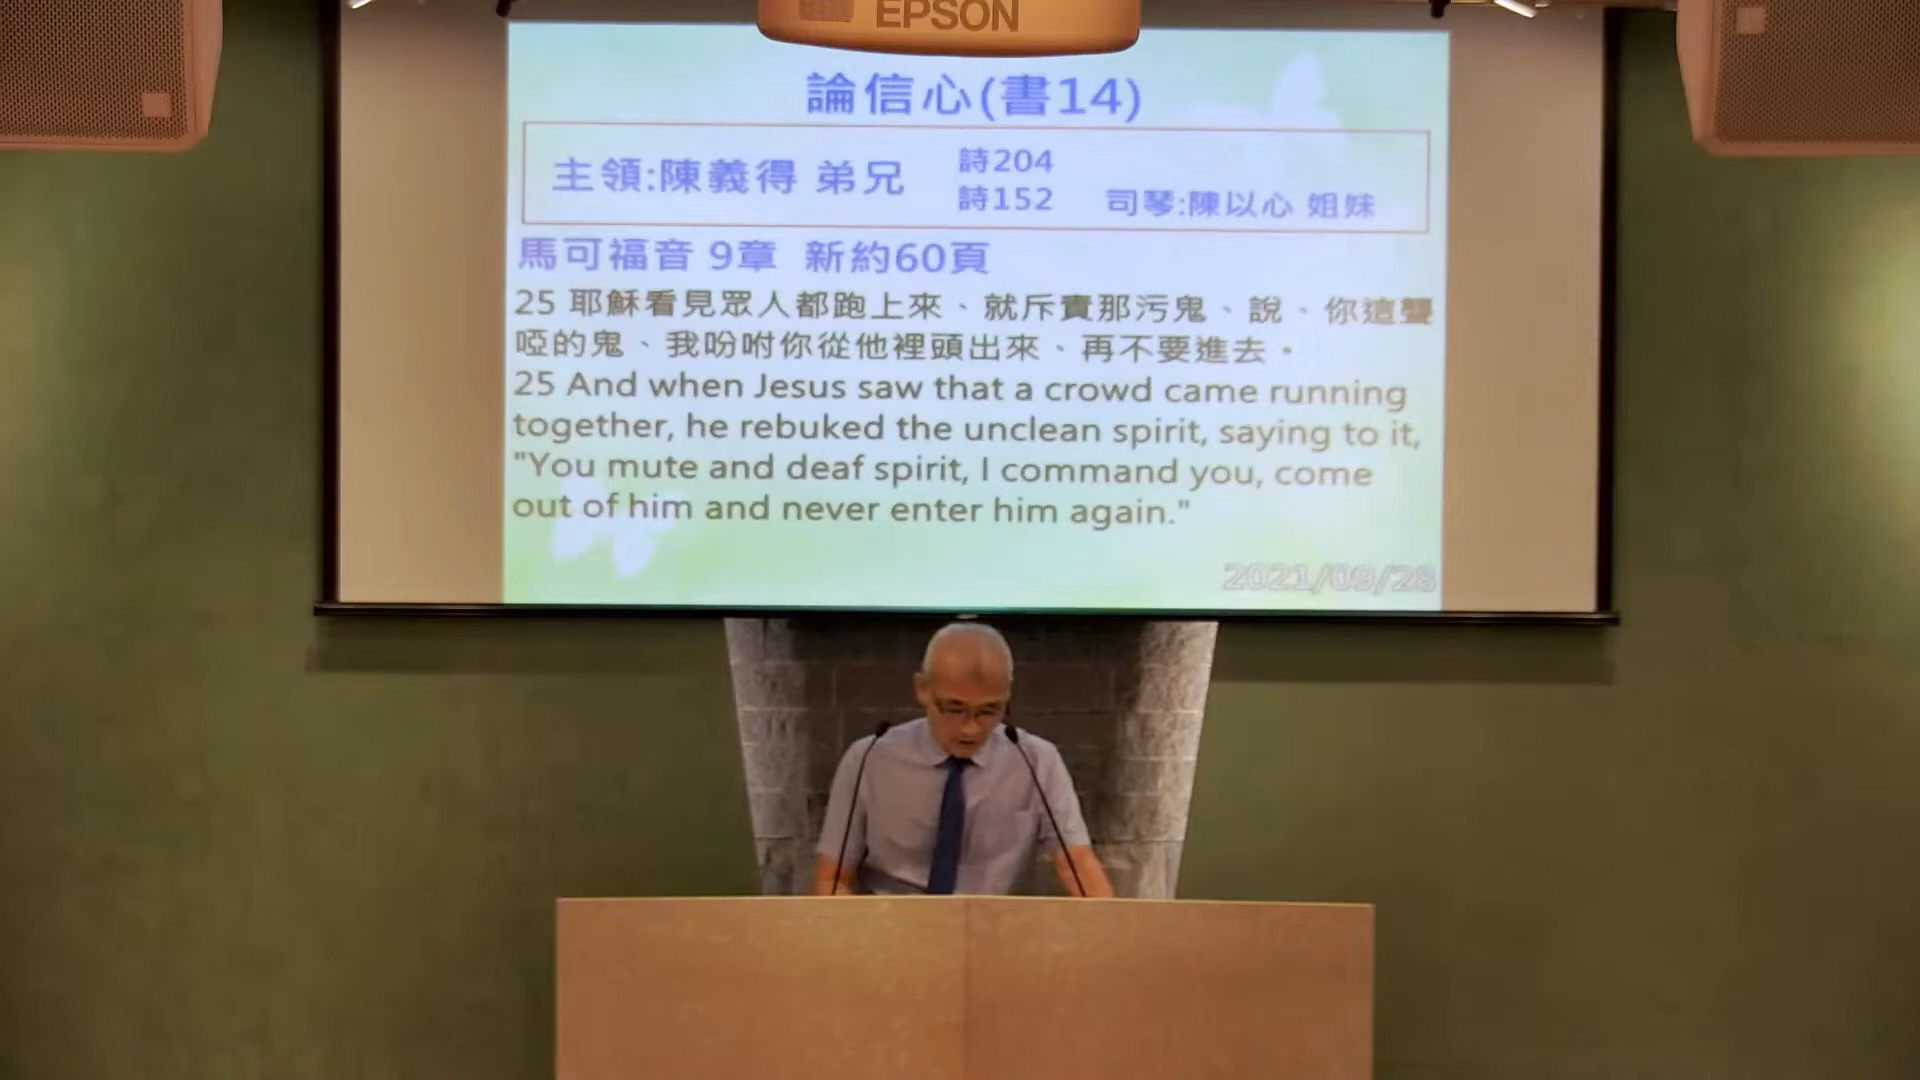 EPSON
論信心(書14)
主領:陳義得 弟兄
詩204
詩152
司琴:陳以心 姐妹
馬可福音 9章 新約60頁
25 耶穌看見眾人都跑上來、就斥責那污鬼、說、你這聾
啞的鬼、我吩咐你從他裡頭出來、再不要進去。
25 And when Jesus saw that a crowd came running
together, he rebuked the unclean spirit, saying to it,
"You mute and deaf spirit, I command you, come
out of him and never enter him again."
2021/09/28